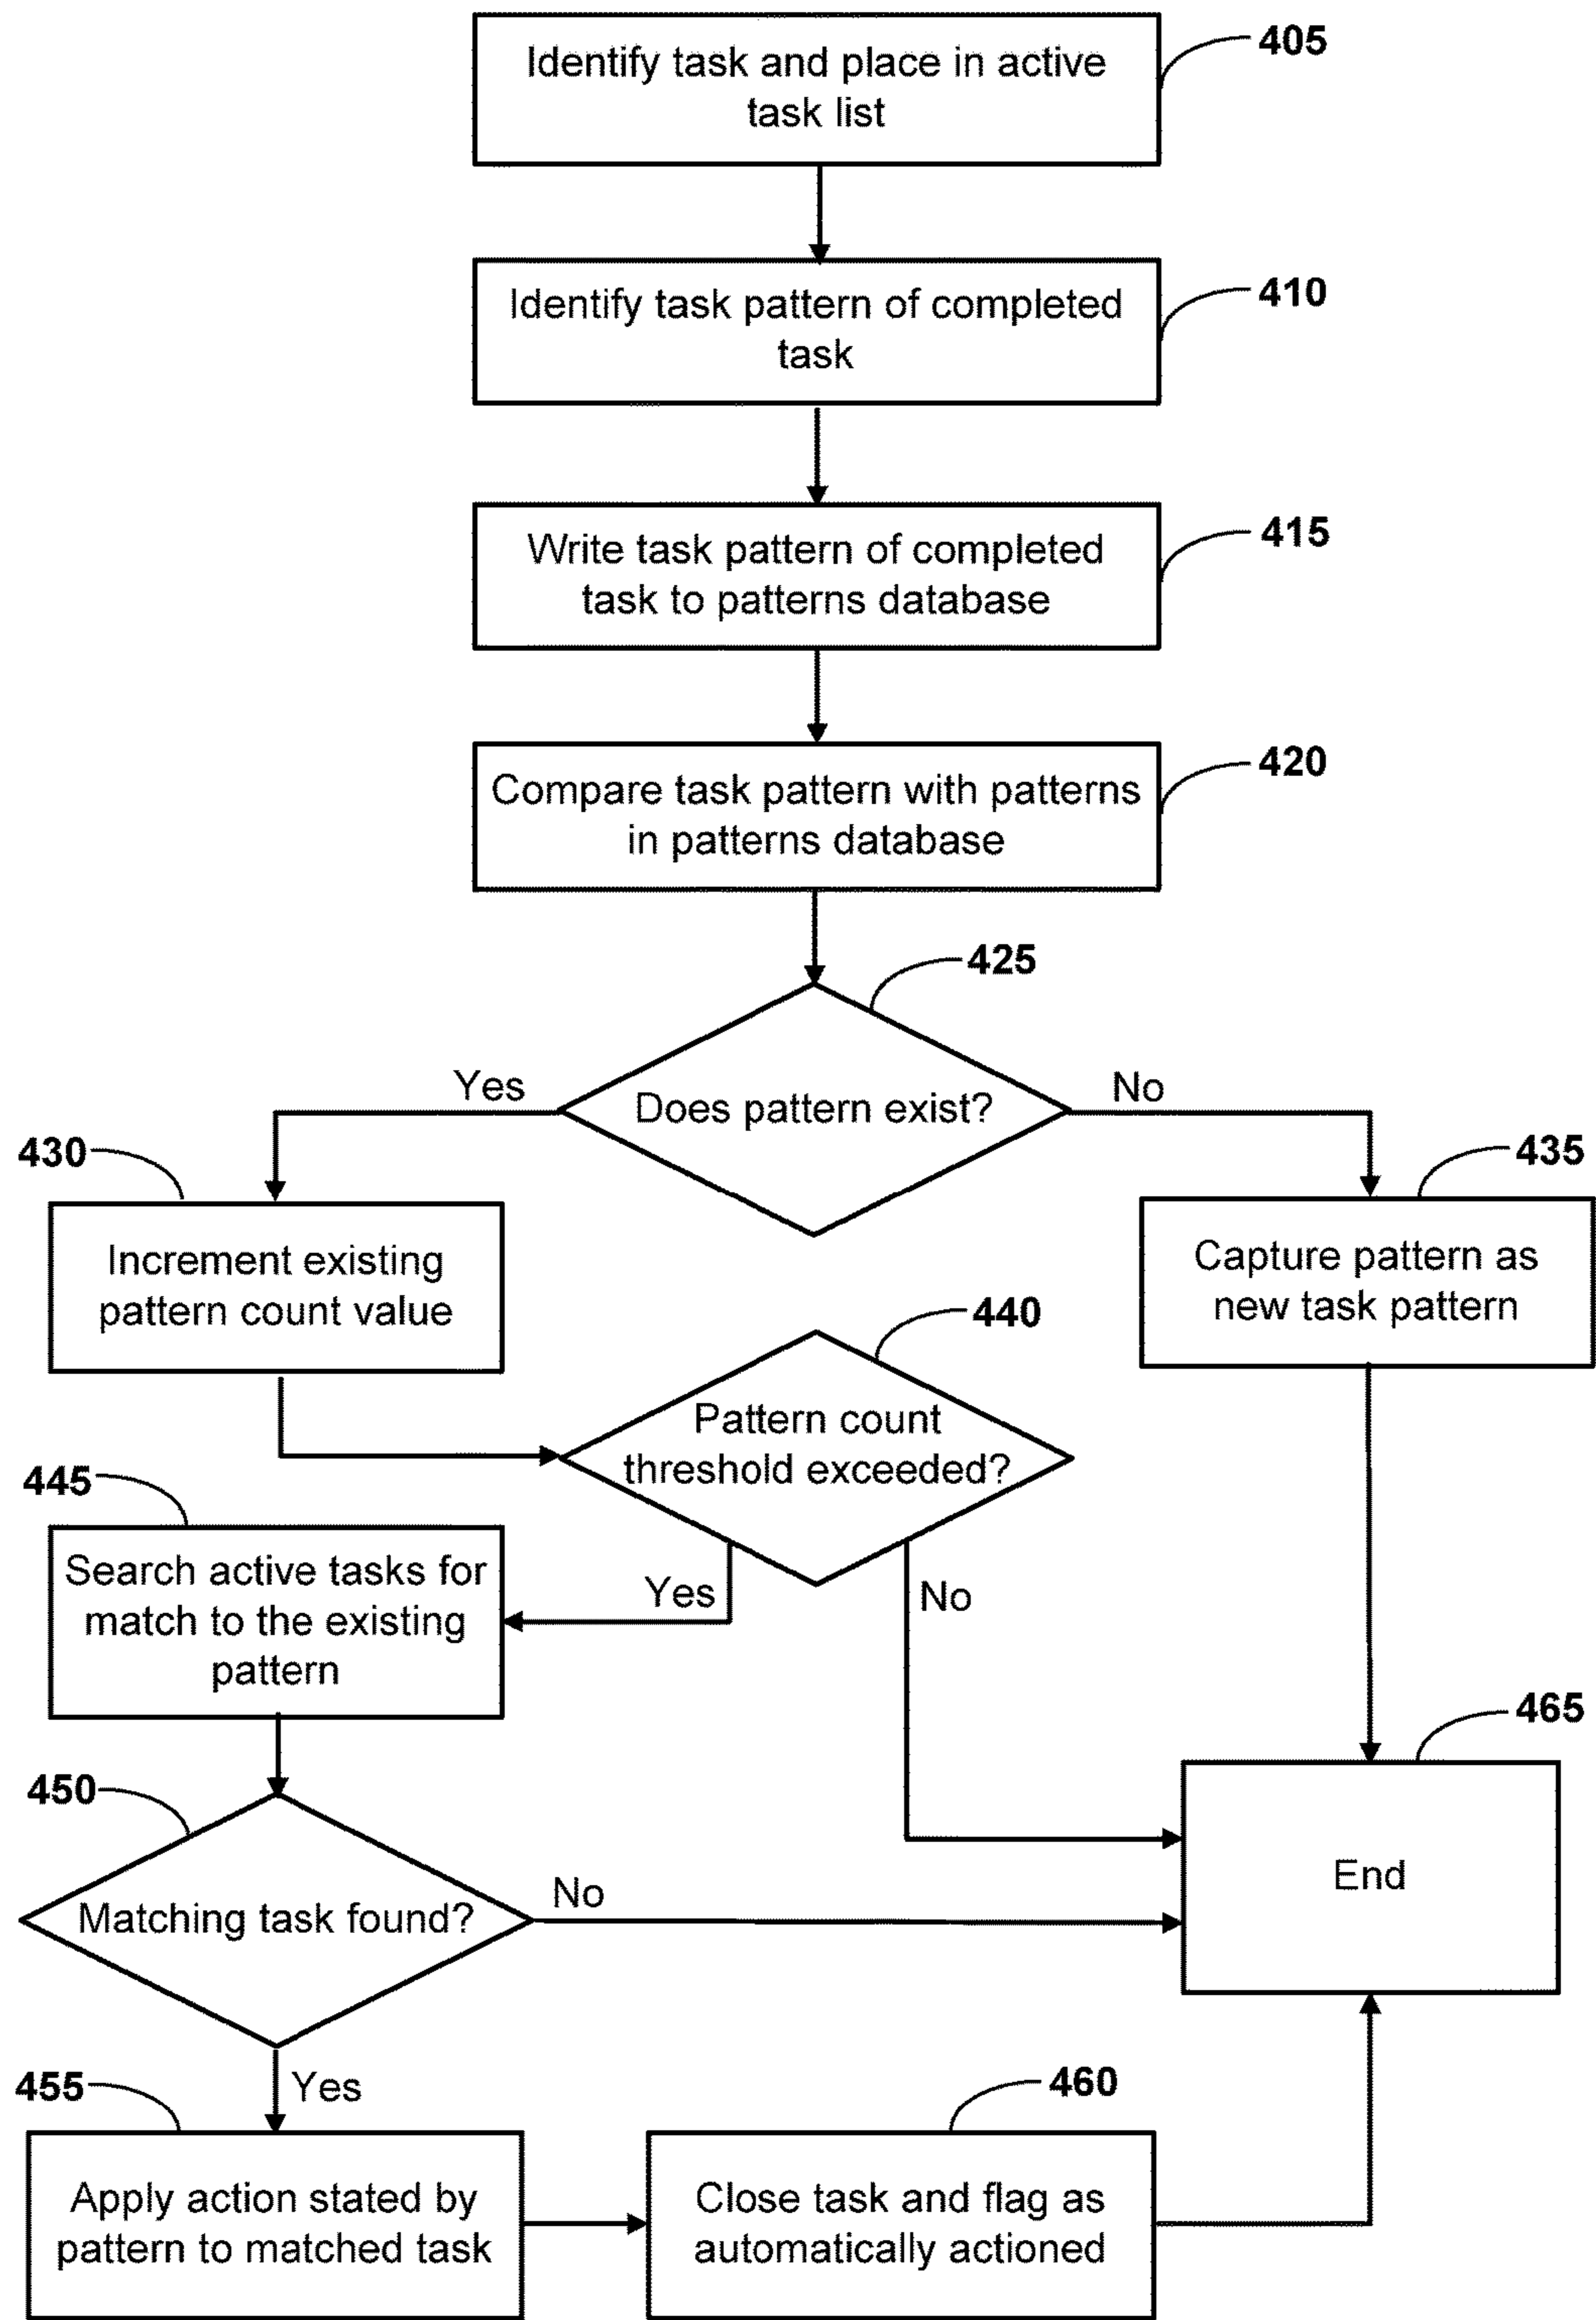 405
Identify task and place in active
task list
410
Identify task pattern of completed
task
415
Write task pattern of completed
task to patterns database
420
Compare task pattern with patterns
in patterns database
425
Does pattern exist?
Yes
No
430
Increment existing
pattern count value
435
Capture pattern as
new task pattern
440
Pattern count
threshold exceeded?
Yes
No
445
Search active tasks for
match to the existing
pattern
450
Matching task found?
No
Yes
465
End
455
Apply action stated by
pattern to matched task
460
Close task and flag as
automatically actioned